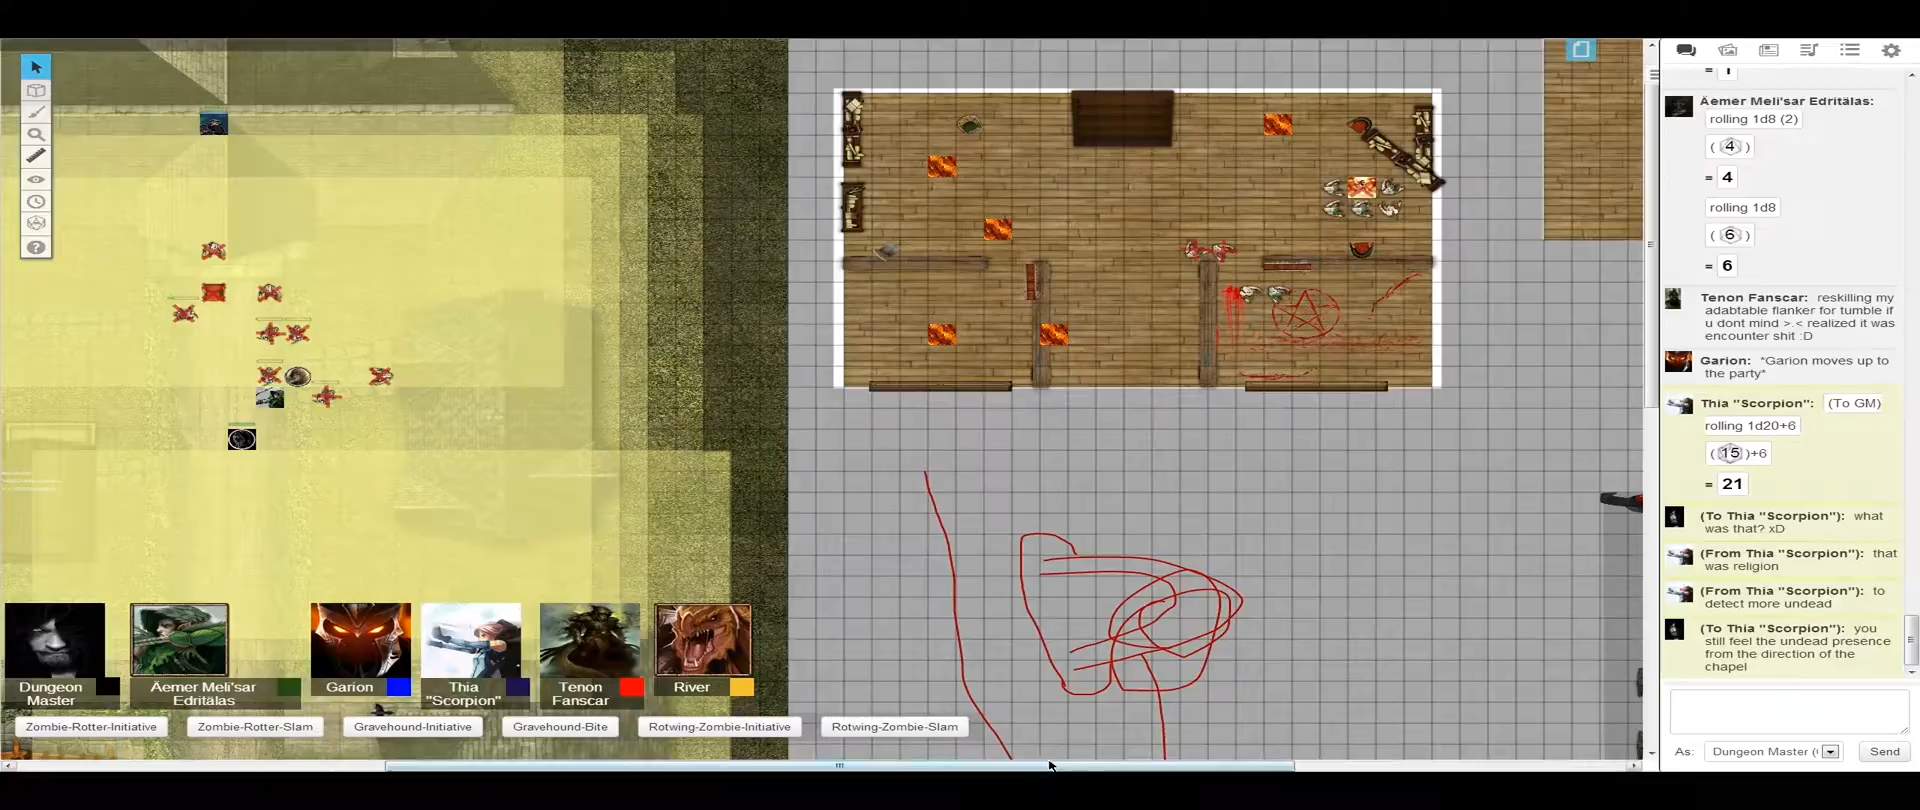 = 1
Äemer Meli'sar Edritälas:
rolling 1d8 (2)
( 4 )
= 4
rolling 1d8
( 6 )
= 6
Tenon Fanscar: reskilling my
adabtable flanker for tumble if
u dont mind >.< realized it was
encounter shit :D
Garion: *Garion moves up to
the party*
Thia "Scorpion": (To GM)
rolling 1d20+6
( 15 )+6
= 21
(To Thia "Scorpion"): what
was that? xD
(From Thia "Scorpion"): that
was religion
(From Thia "Scorpion"): to
detect more undead
(To Thia "Scorpion"): you
still feel the undead presence
from the direction of the
chapel
Dungeon
Master
Äemer Meli'sar
Edritälas
Garion
Thia
"Scorpion"
Tenon
Fanscar
River
Zombie-Rotter-Initiative
Zombie-Rotter-Slam
Gravehound-Initiative
Gravehound-Bite
Rotwing-Zombie-Initiative
Rotwing-Zombie-Slam
As: Dungeon Master (
Send